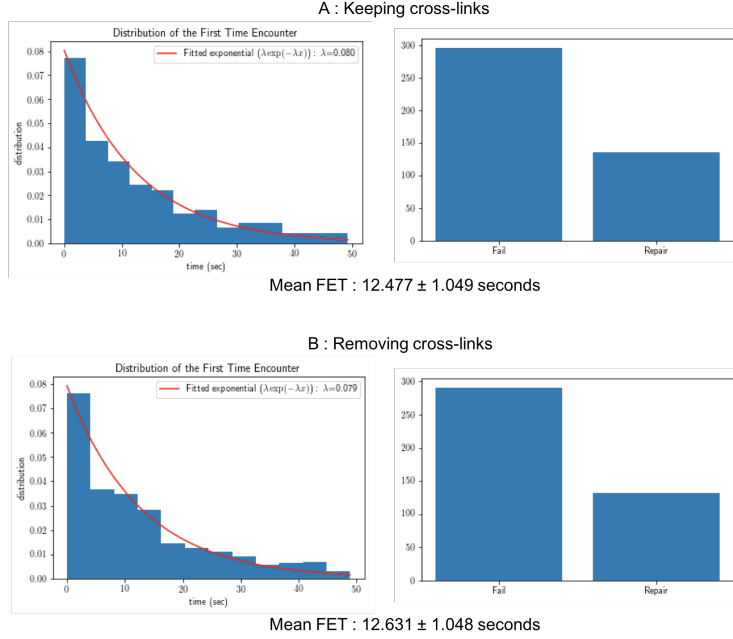 A : Keeping cross-links
Distribution of the First Time Encounter
Fitted exponential (λ exp(−λx)) : λ=0.080
distribution
0.08
0.07
0.06
0.05
0.04
0.03
0.02
0.01
0.00
0 10 20 30 40 50
time (sec)
300
250
200
150
100
50
0
Fail Repair
Mean FET : 12.477 ± 1.049 seconds
B : Removing cross-links
Distribution of the First Time Encounter
Fitted exponential (λ exp(−λx)) : λ=0.079
distribution
0.08
0.07
0.06
0.05
0.04
0.03
0.02
0.01
0.00
0 10 20 30 40 50
time (sec)
300
250
200
150
100
50
0
Fail Repair
Mean FET : 12.631 ± 1.048 seconds